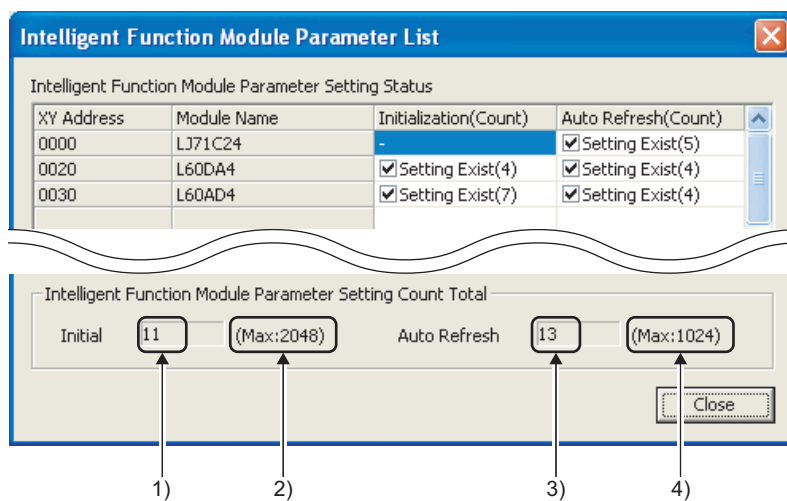 Intelligent Function Module Parameter List
Intelligent Function Module Parameter Setting Status
XY Address Module Name Initialization(Count) Auto Refresh(Count)
0000 LJ71C24 - Setting Exist(5)
0020 L60DA4 Setting Exist(4) Setting Exist(4)
0030 L60AD4 Setting Exist(7) Setting Exist(4)
Intelligent Function Module Parameter Setting Count Total
Initial 11 (Max:2048) Auto Refresh 13 (Max:1024)
Close
1) 2) 3) 4)